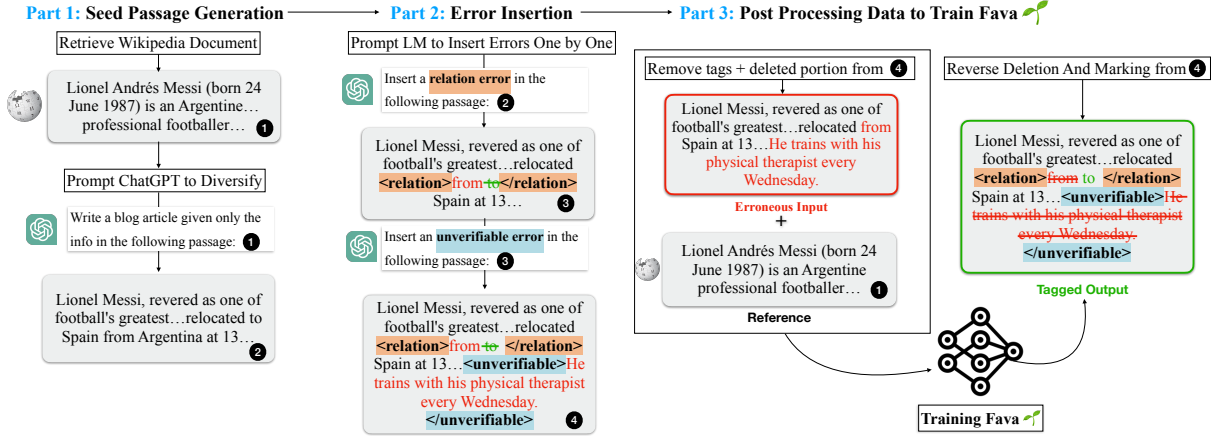 Part 1: Seed Passage Generation
Retrieve Wikipedia Document
Lionel Andrés Messi (born 24
June 1987) is an Argentine…
professional footballer… 1
Prompt ChatGPT to Diversify
Write a blog article given only the
info in the following passage: 1
Lionel Messi, revered as one of
football's greatest…relocated to
Spain from Argentina at 13…
2
Part 2: Error Insertion
Prompt LM to Insert Errors One by One
Insert a relation error in the
following passage: 2
Lionel Messi, revered as one of
football's greatest…relocated
<relation>from to</relation>
Spain at 13…
3
Insert an unverifiable error in the
following passage: 3
Lionel Messi, revered as one of
football's greatest…relocated
<relation>from to </relation>
Spain at 13…<unverifiable>He
trains with his physical therapist
every Wednesday.
</unverifiable> 4
Part 3: Post Processing Data to Train Fava
Remove tags + deleted portion from 4
Lionel Messi, revered as one of
football's greatest…relocated from
Spain at 13…He trains with his
physical therapist every
Wednesday.
Erroneous Input
+
Lionel Andrés Messi (born 24
June 1987) is an Argentine
professional footballer… 1
Reference
Reverse Deletion And Marking from 4
Lionel Messi, revered as one of
football's greatest…relocated
<relation>from to </relation>
Spain at 13…<unverifiable>He
trains with his physical therapist
every Wednesday.
</unverifiable>
Tagged Output
Training Fava